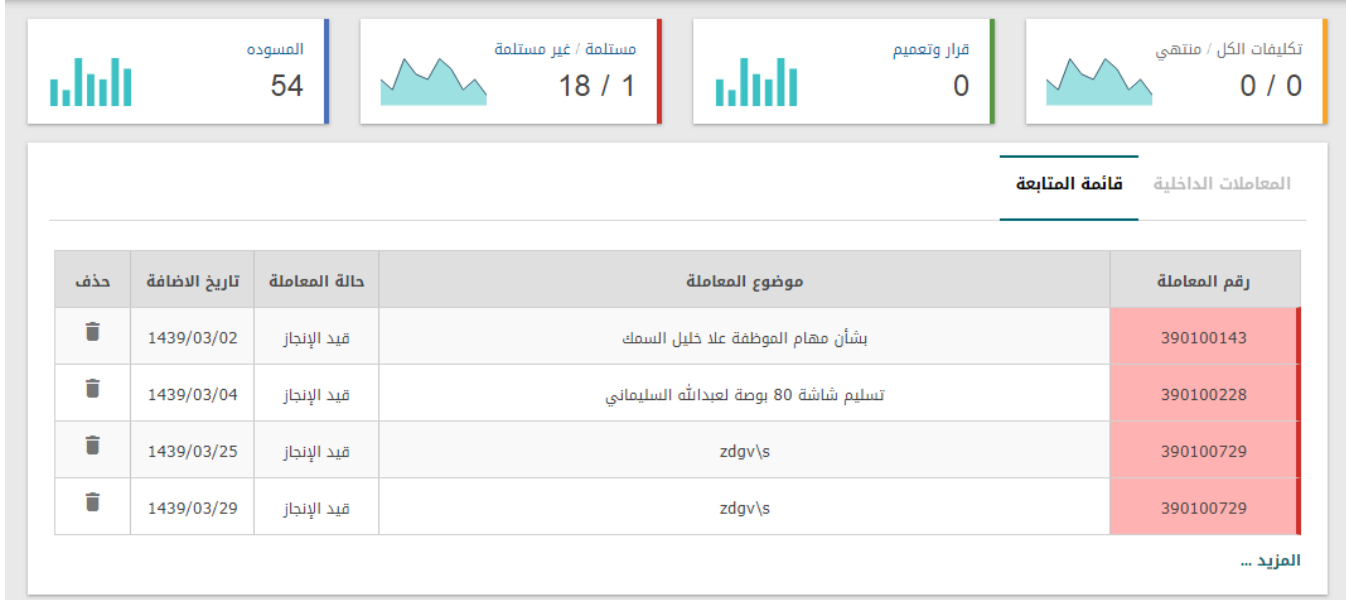 تكليفات الكل / منتهي
0 / 0
قرار وتعميم
0
مستلمة / غير مستلمة
18 / 1
المسوده
54
المعاملات الداخلية قائمة المتابعة
رقم المعاملة موضوع المعاملة حالة المعاملة تاريخ الاضافة حذف
390100143 بشأن مهام الموظفة علا خليل السمك قيد الإنجاز 1439/03/02
390100228 تسليم شاشة 80 بوصة لعبدالله السليماني قيد الإنجاز 1439/03/04
390100729 zdgv\s قيد الإنجاز 1439/03/25
390100729 zdgv\s قيد الإنجاز 1439/03/29
المزيد ...